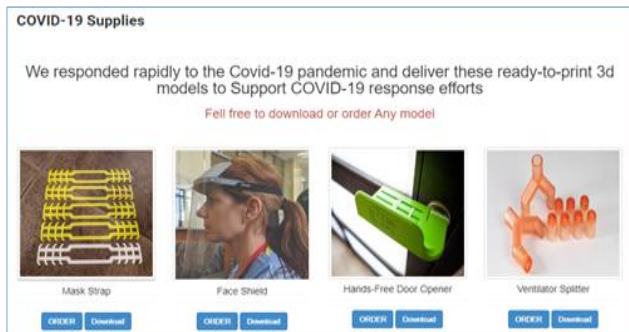 COVID-19 Supplies
We responded rapidly to the Covid-19 pandemic and deliver these ready-to-print 3d
models to Support COVID-19 response efforts
Fell free to download or order Any model
Mask Strap
Face Shield
Hands-Free Door Opener
Ventilator Splitter
ORDER Download
ORDER Download
ORDER Download
ORDER Download